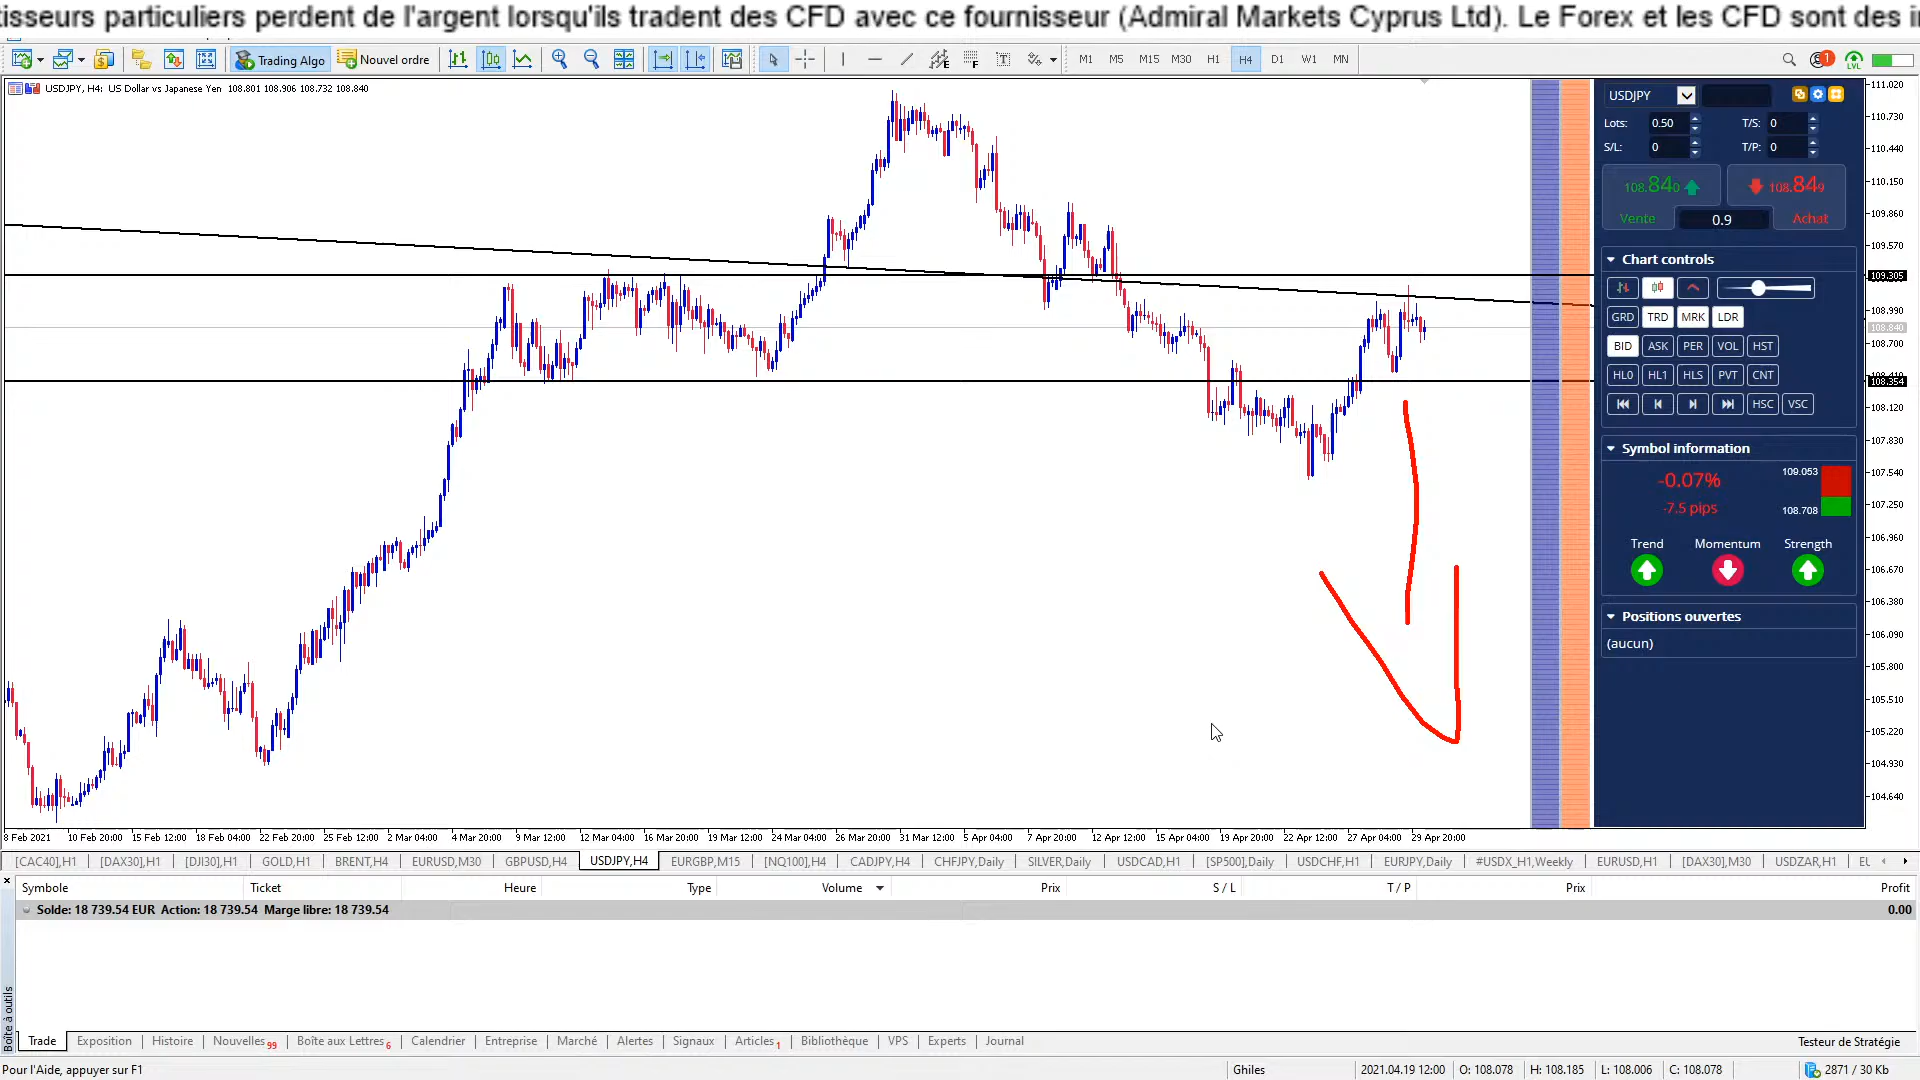 tisseurs particuliers perdent de l'argent lorsqu'ils tradent des CFD avec ce fournisseur (Admiral Markets Cyprus Ltd). Le Forex et les CFD sont des i
Trading Algo Nouvel ordre M1 M5 M15 M30 H1 H4 D1 W1 MN 1 LVL
USDJPY, H4: US Dollar vs Japanese Yen 108.801 108.906 108.732 108.840
USDJPY
Lots: 0.50 T/S: 0
S/L: 0 T/P: 0
108.840 108.849
Vente 0.9 Achat
Chart controls
GRD TRD MRK LDR
BID ASK PER VOL HST
HL0 HL1 HLS PVT CNT
HSC VSC
Symbol information
-0.07% 109.053
-7.5 pips 108.708
Trend Momentum Strength
Positions ouvertes
(aucun)
111.020
110.730
110.440
110.150
109.860
109.570
109.305
108.990
108.840
108.700
108.354
108.120
107.830
107.540
107.250
106.960
106.670
106.380
106.090
105.800
105.510
105.220
104.930
104.640
8 Feb 2021 10 Feb 20:00 15 Feb 12:00 18 Feb 04:00 22 Feb 20:00 25 Feb 12:00 2 Mar 04:00 4 Mar 20:00 9 Mar 12:00 12 Mar 04:00 16 Mar 20:00 19 Mar 12:00 24 Mar 04:00 26 Mar 20:00 31 Mar 12:00 5 Apr 04:00 7 Apr 20:00 12 Apr 12:00 15 Apr 04:00 19 Apr 20:00 22 Apr 12:00 27 Apr 04:00 29 Apr 20:00
[CAC40],H1 [DAX30],H1 [DJI30],H1 GOLD,H1 BRENT,H4 EURUSD,M30 GBPUSD,H4 USDJPY,H4 EURGBP,M15 [NQ100],H4 CADJPY,H4 CHFJPY,Daily SILVER,Daily USDCAD,H1 [SP500],Daily USDCHF,H1 EURJPY,Daily #USDX_H1,Weekly EURUSD,H1 [DAX30],M30 USDZAR,H1 EL
Symbole Ticket Heure Type Volume Prix S / L T / P Prix Profit
Solde: 18 739.54 EUR Action: 18 739.54 Marge libre: 18 739.54 0.00
Boîte à outils
Trade Exposition Histoire Nouvelles 99 Boîte aux Lettres 6 Calendrier Entreprise Marché Alertes Signaux Articles 1 Bibliothèque VPS Experts Journal Testeur de Stratégie
Pour l'Aide, appuyer sur F1 Ghiles 2021.04.19 12:00 O: 108.078 H: 108.185 L: 108.006 C: 108.078 2871 / 30 Kb